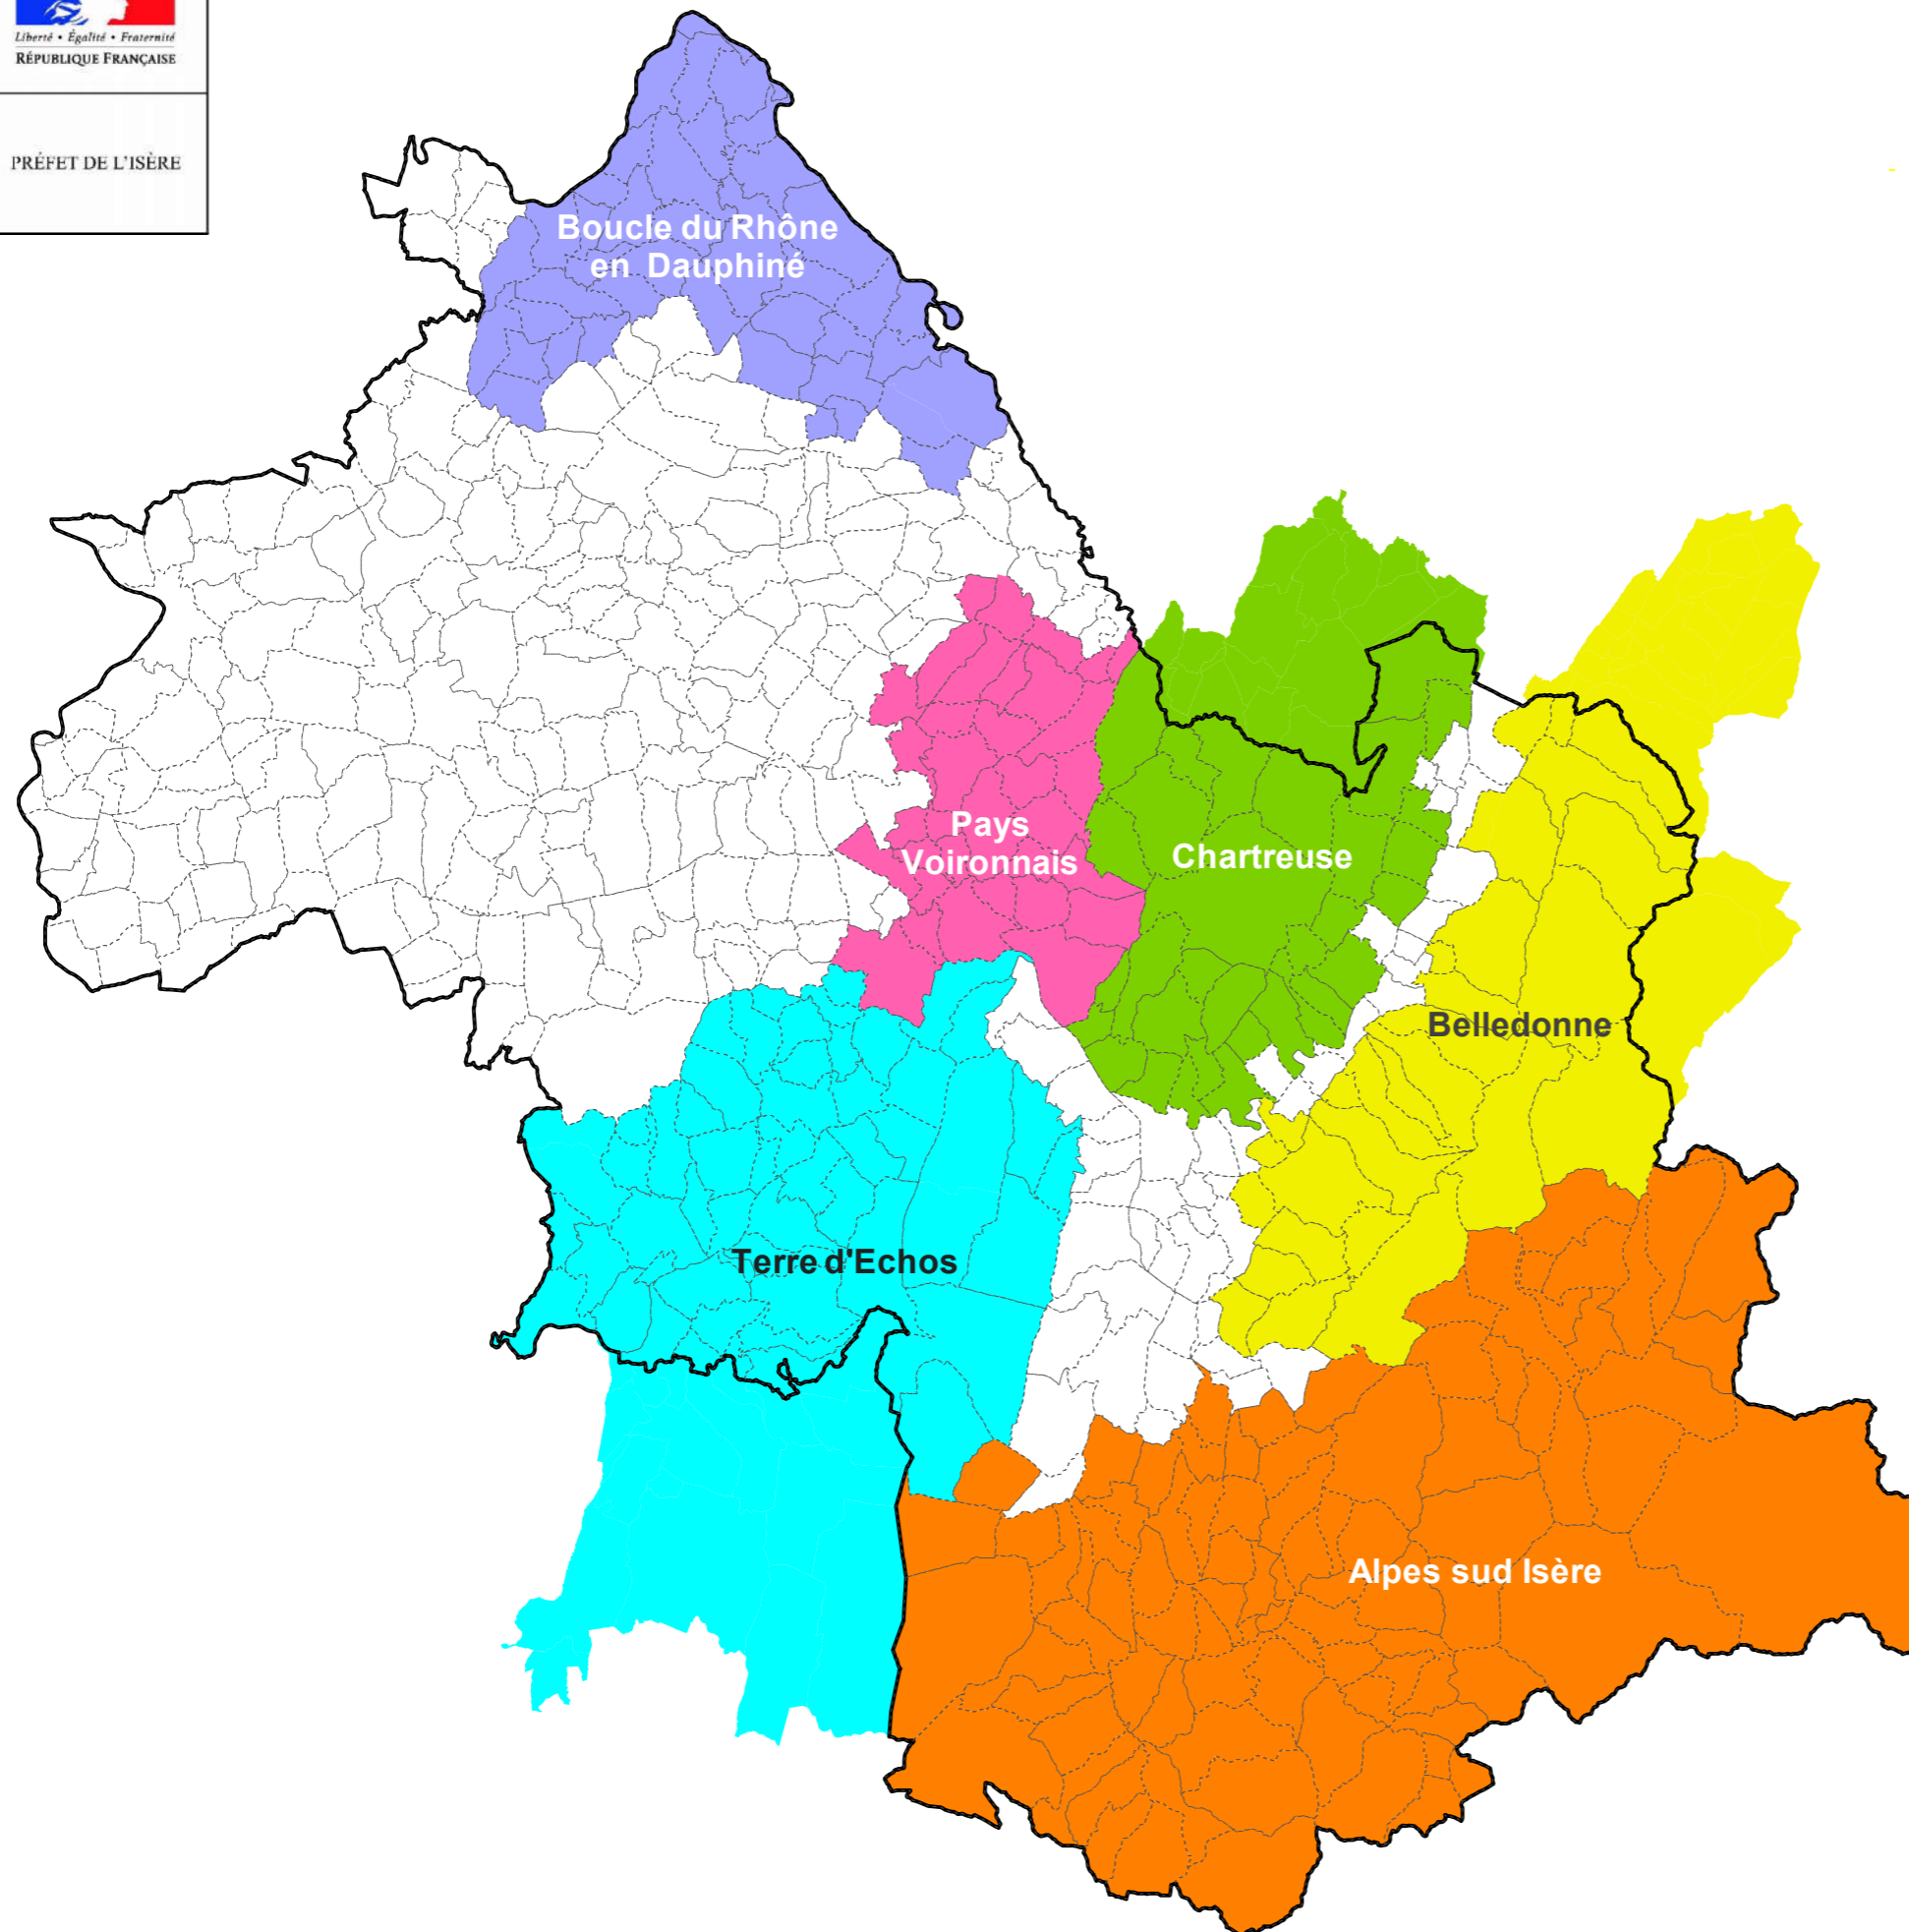 Liberté • Égalité • Fraternité
RÉPUBLIQUE FRANÇAISE
PRÉFET DE L'ISÈRE
Boucle du Rhône
en Dauphiné
Pays
Voironnais
Chartreuse
Belledonne
Terre d'Echos
Alpes sud Isère